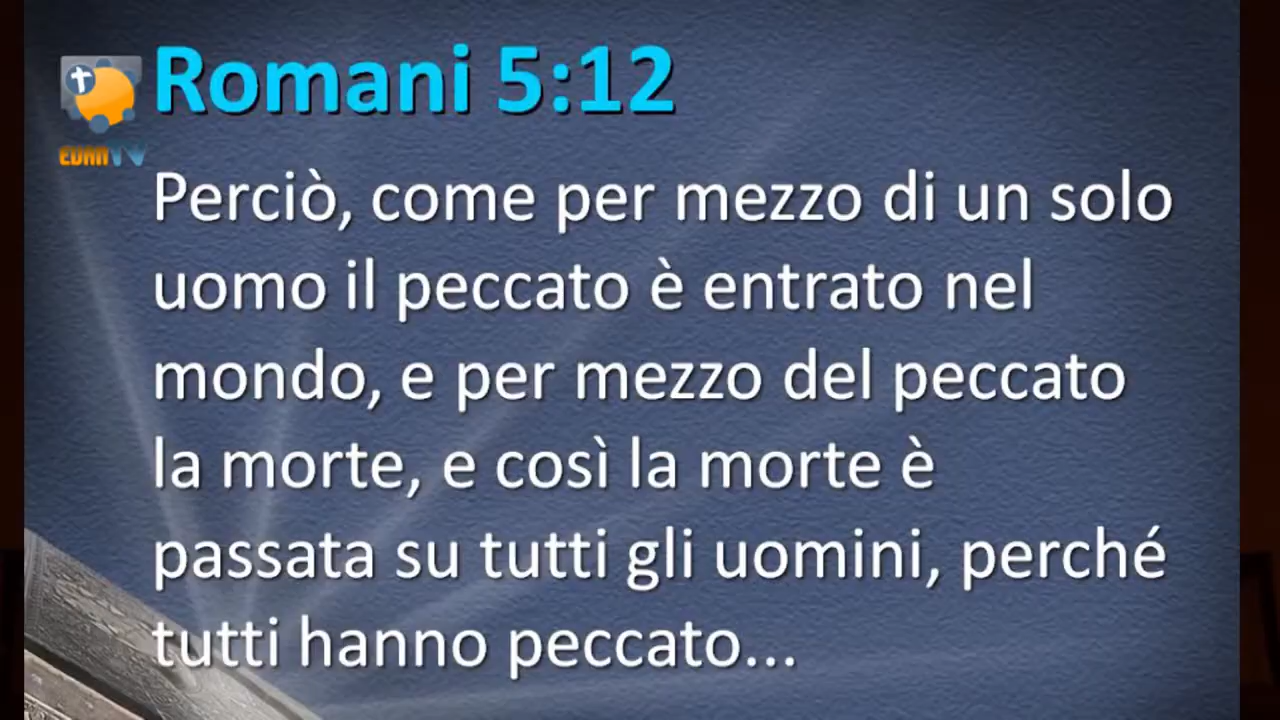 Romani 5:12
EVANTV
Perciò, come per mezzo di un solo
uomo il peccato è entrato nel
mondo, e per mezzo del peccato
la morte, e così la morte è
passata su tutti gli uomini, perché
tutti hanno peccato...